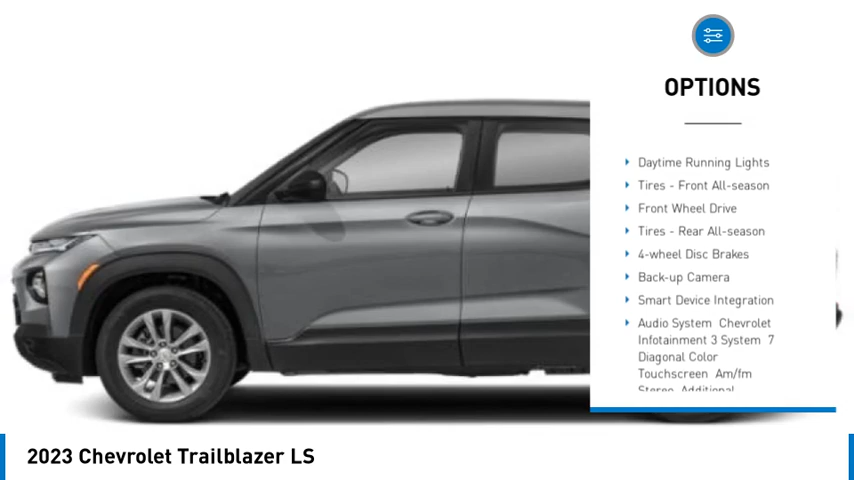 OPTIONS
Daytime Running Lights
Tires - Front All-season
Front Wheel Drive
Tires - Rear All-season
4-wheel Disc Brakes
Back-up Camera
Smart Device Integration
Audio System Chevrolet
Infotainment 3 System 7
Diagonal Color
Touchscreen Am/fm
Stereo Additional
2023 Chevrolet Trailblazer LS